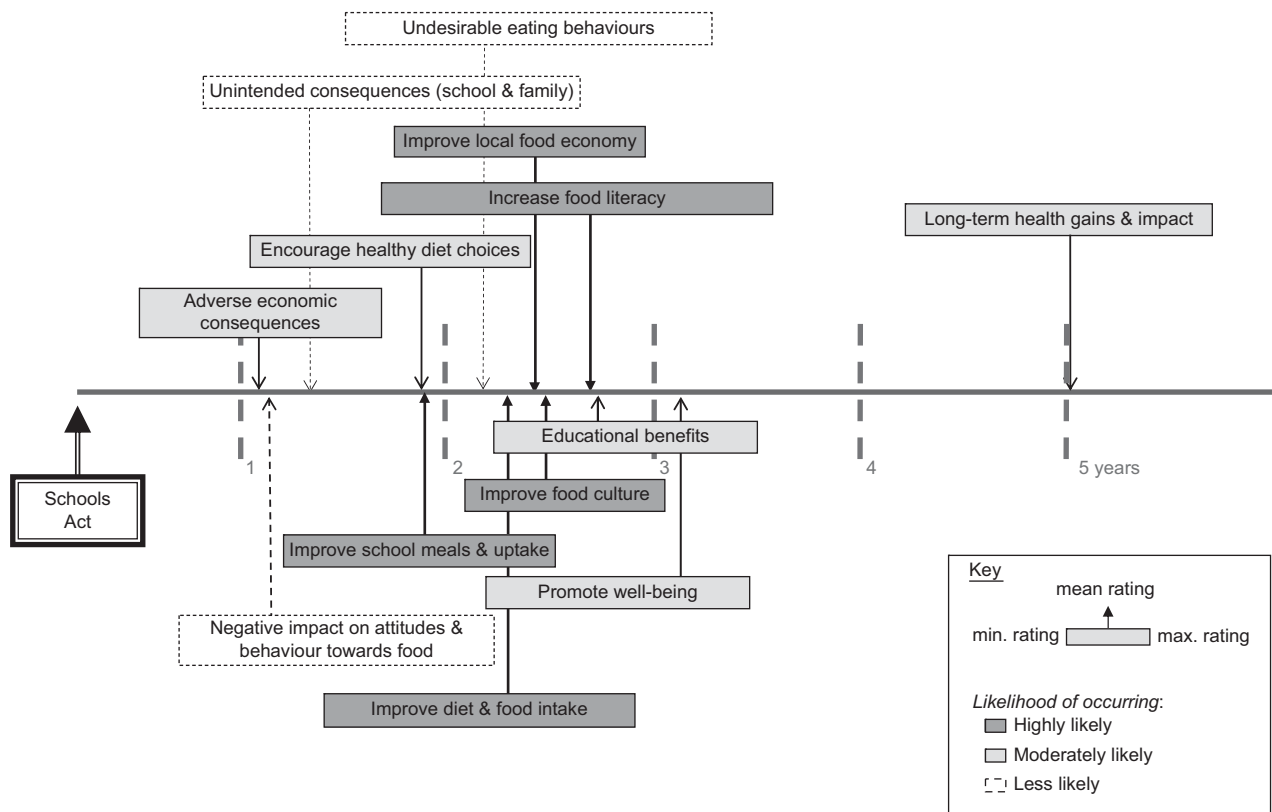 Undesirable eating behaviours
Unintended consequences (school & family)
Improve local food economy
Increase food literacy
Long-term health gains & impact
Encourage healthy diet choices
Adverse economic
consequences
1
2
3
4
5 years
Educational benefits
Schools
Act
Improve food culture
Improve school meals & uptake
Promote well-being
Negative impact on attitudes &
behaviour towards food
Improve diet & food intake
Key
mean rating
min. rating
max. rating
Likelihood of occurring:
Highly likely
Moderately likely
Less likely